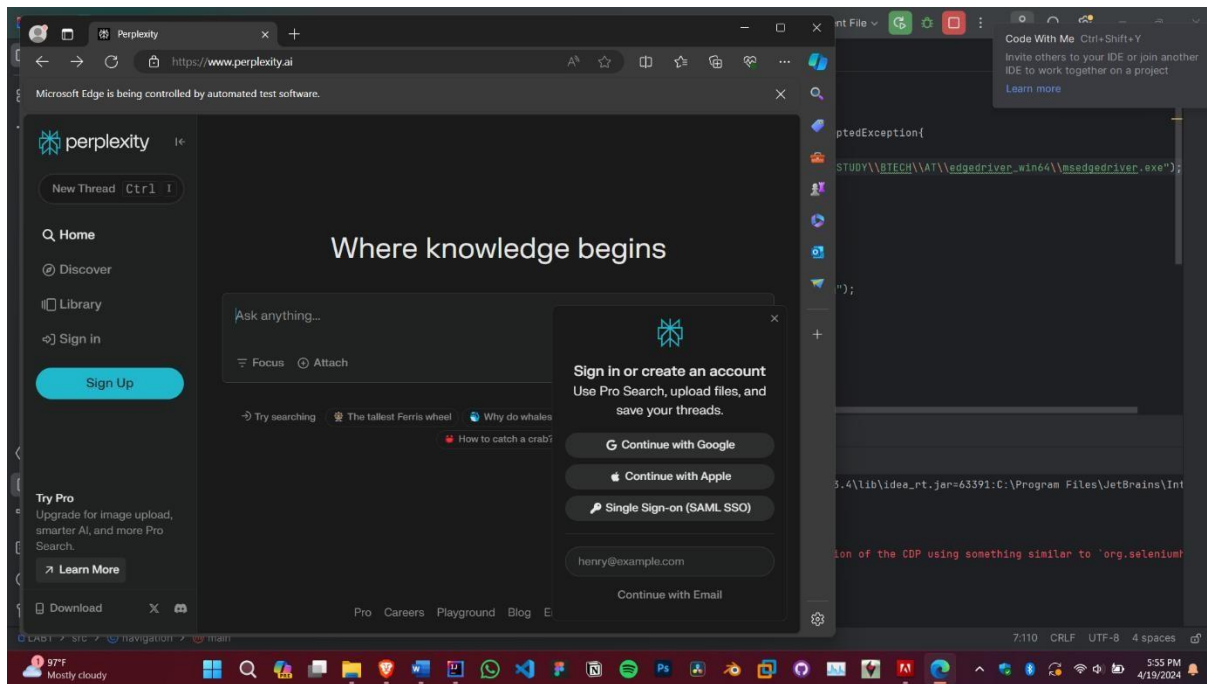 Perplexity
https://www.perplexity.ai
Microsoft Edge is being controlled by automated test software.
perplexity
New Thread Ctrl I
Home
Discover
Library
Sign in
Sign Up
Try Pro
Upgrade for image upload,
smarter AI, and more Pro
Search.
Learn More
Download
Where knowledge begins
Ask anything...
Focus Attach
Try searching The tallest Ferris wheel Why do whales
How to catch a crab?
Pro Careers Playground Blog
Sign in or create an account
Use Pro Search, upload files, and
save your threads.
Continue with Google
Continue with Apple
Single Sign-on (SAML SSO)
henry@example.com
Continue with Email
nt File
Code With Me Ctrl+Shift+Y
Invite others to your IDE or join another
IDE to work together on a project
Learn more
ptedException{
STUDY\\BTECH\\AT\\edgedriver_win64\\msedgedriver.exe");
");
3.4\lib\idea_rt.jar=63391:C:\Program Files\JetBrains\Int
ion of the CDP using something similar to `org.seleniumh
LAB1 > src > navigation > main
7:110 CRLF UTF-8 4 spaces
97°F
Mostly cloudy
5:55 PM
4/19/2024